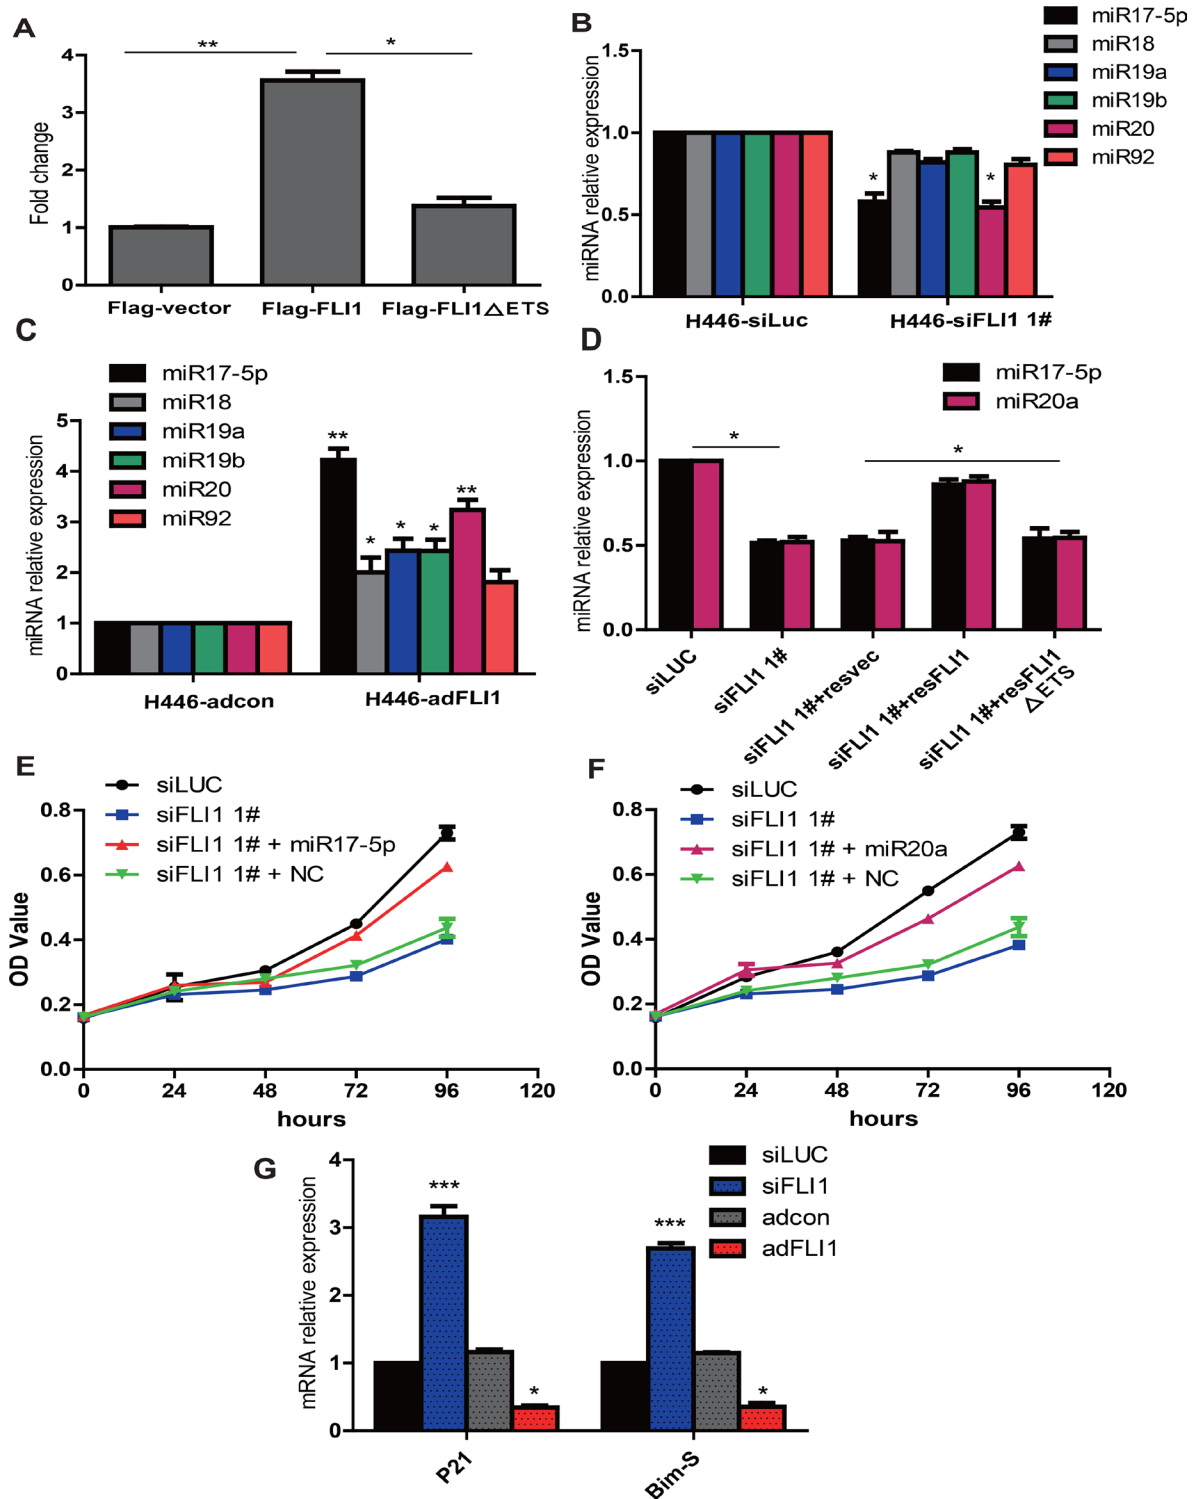 A
Fold change
4
3
2
1
0
**
*
Flag-vector
Flag-FLI1
Flag-FLI1△ETS
B
miRNA relative expression
1.5
1.0
0.5
0.0
*
*
H446-siLuc
H446-siFLI1 1#
miR17-5p
miR18
miR19a
miR19b
miR20
miR92
C
miR17-5p
miR18
miR19a
miR19b
miR20
miR92
miRNA relative expression
5
4
3
2
1
0
**
*
*
*
**
H446-adcon
H446-adFLI1
D
miRNA relative expression
1.5
1.0
0.5
0.0
miR17-5p
miR20a
*
*
siLUC
siFLI1 1#
siFLI1 1#+resvec
siFLI1 1#+resFLI1
siFLI1 1#+resFLI1
△ETS
E
siLUC
siFLI1 1#
siFLI1 1# + miR17-5p
siFLI1 1# + NC
OD Value
0.8
0.6
0.4
0.2
0.0
0
24
48
72
96
120
hours
F
siLUC
siFLI1 1#
siFLI1 1# + miR20a
siFLI1 1# + NC
OD Value
0.8
0.6
0.4
0.2
0.0
0
24
48
72
96
120
hours
G
mRNA relative expression
4
3
2
1
0
***
*
***
*
P21
Bim-S
siLUC
siFLI1
adcon
adFLI1